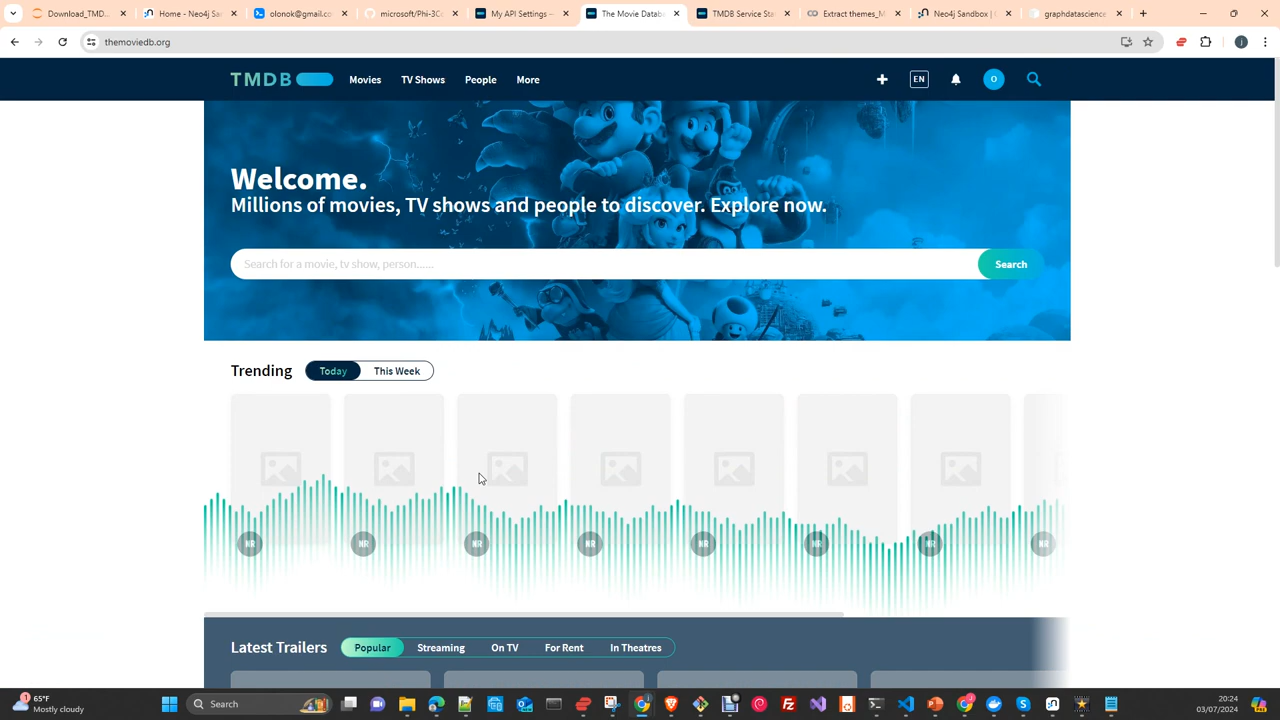 Download_TMD...
Home - Neo4j Sa
olonok@gmail.co
microsoft/Phi-3C
My API Settings —
The Movie Datab
TMDB Service Sta
Extract themes_M
Neo4j Sandbox |
graphdatascience
themoviedb.org
TMDB
Movies
TV Shows
People
More
EN
O
Welcome.
Millions of movies, TV shows and people to discover. Explore now.
Search for a movie, tv show, person......
Search
Trending
Today
This Week
NR
NR
NR
NR
NR
NR
NR
NR
Latest Trailers
Popular
Streaming
On TV
For Rent
In Theatres
1
65°F
Mostly cloudy
Search
20:24
03/07/2024